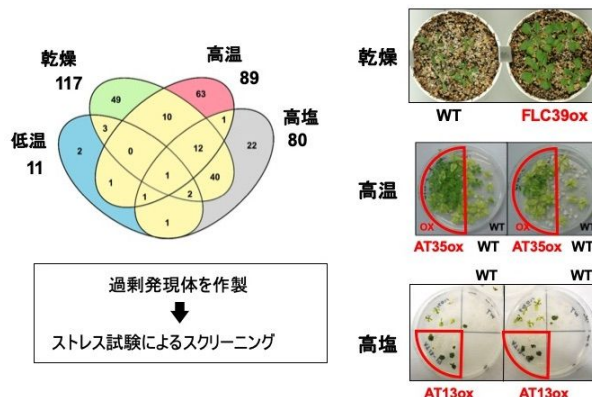 乾燥
117
高温
89
高塩
80
低温
11
49
63
10
1
3
22
2
0
12
1
1
40
1
2
1
過剰発現体を作製
ストレス試験によるスクリーニング
乾燥
WT
FLC39ox
高温
OX
WT
OX
WT
AT35ox
WT
AT35ox
WT
WT
WT
高塩
AT13ox
AT13ox